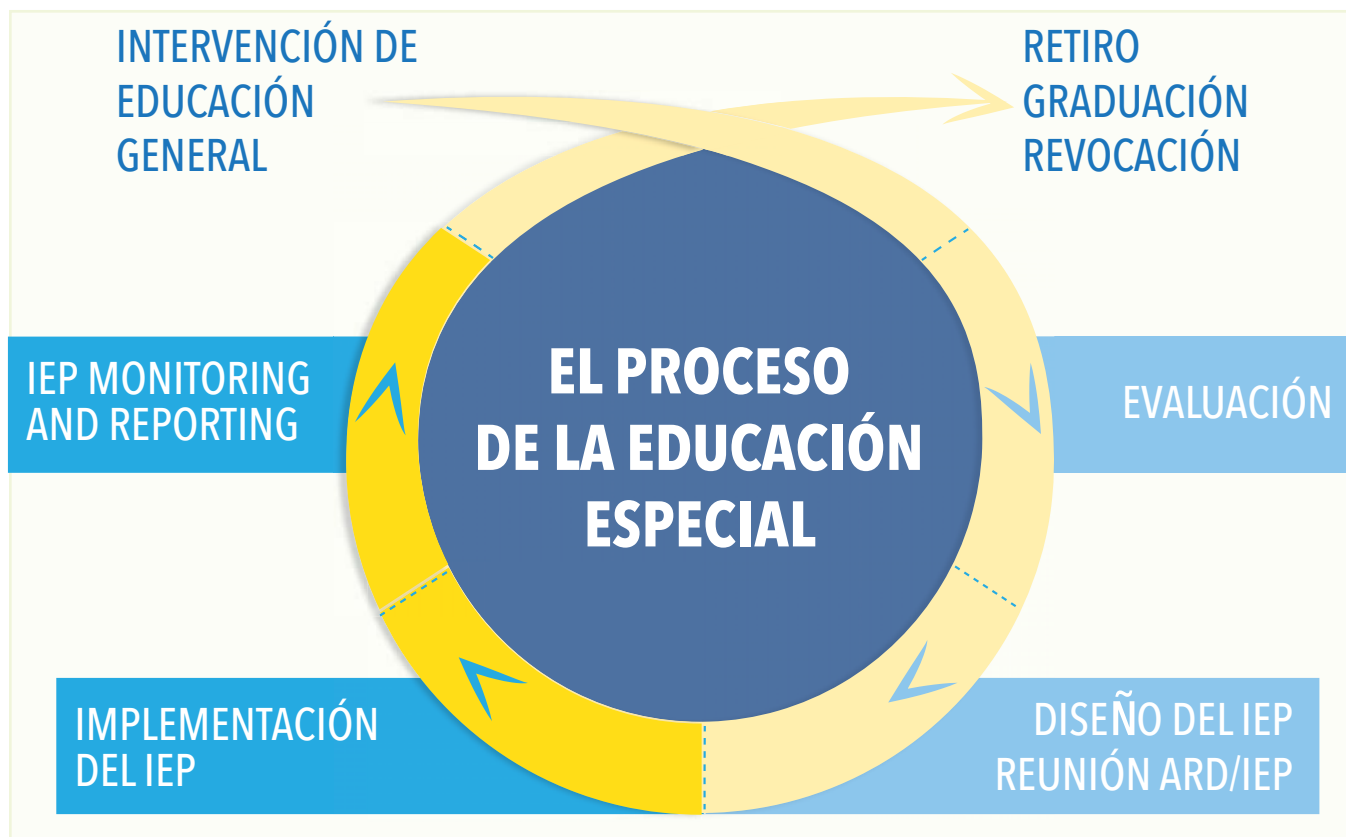 INTERVENCIÓN DE
EDUCACIÓN
GENERAL
RETIRO
GRADUACIÓN
REVOCACIÓN
EL PROCESO
DE LA EDUCACIÓN
ESPECIAL
IEP MONITORING
AND REPORTING
EVALUACIÓN
IMPLEMENTACIÓN
DEL IEP
DISEÑO DEL IEP
REUNIÓN ARD/IEP